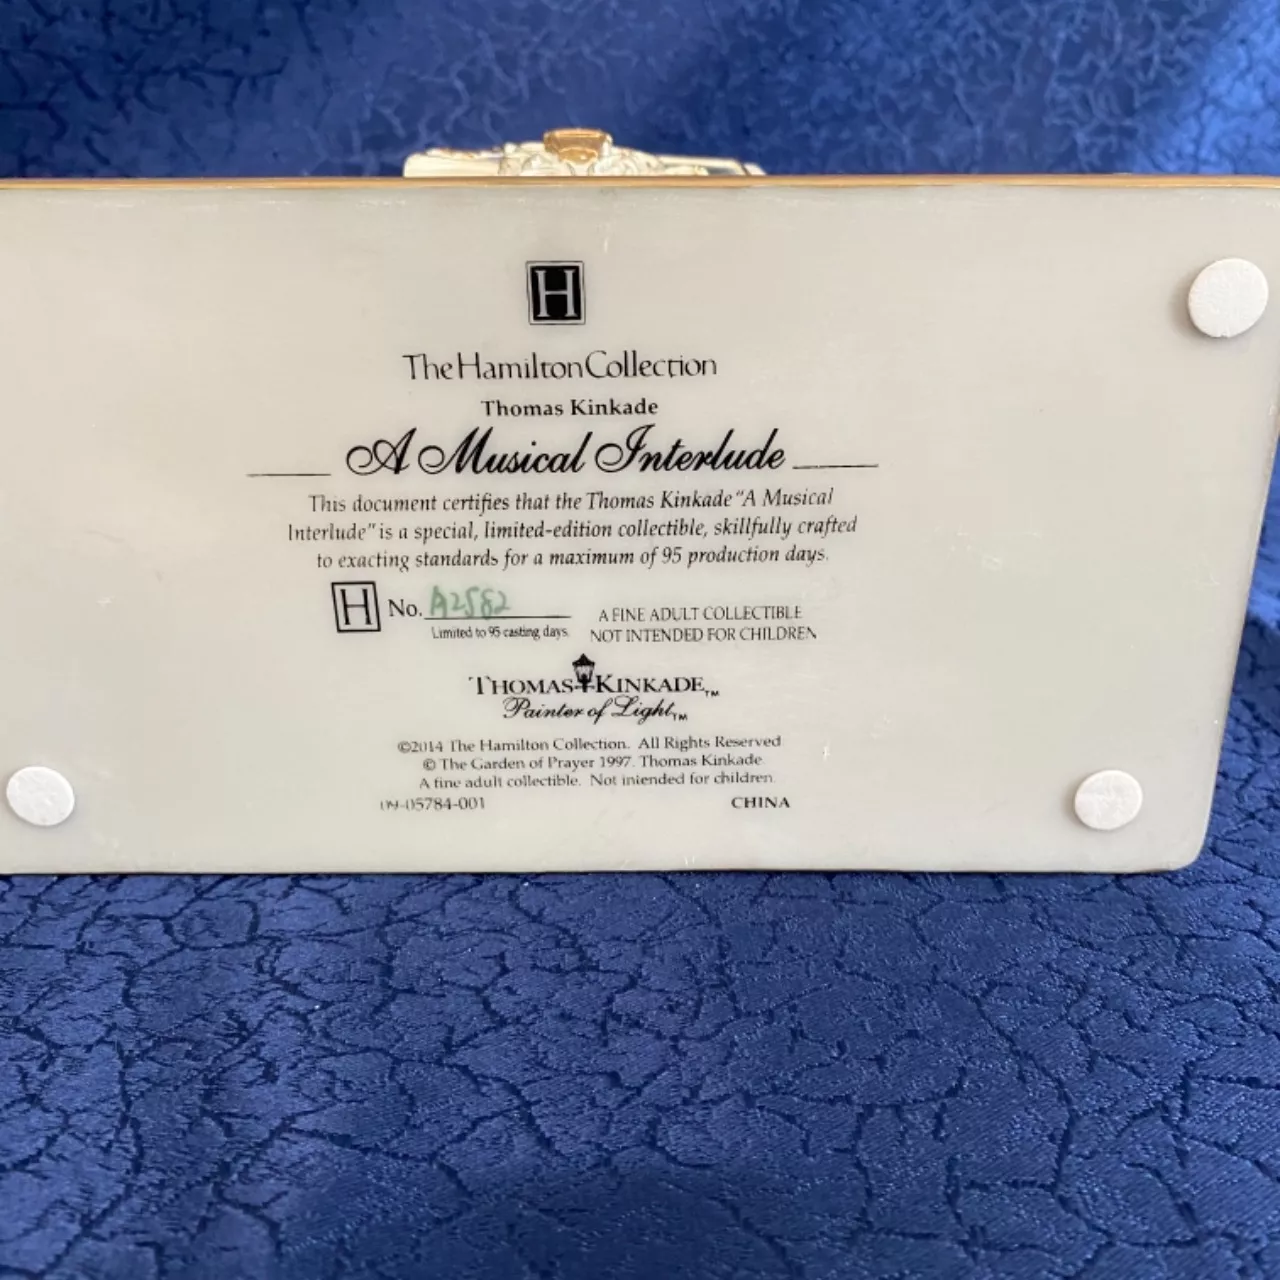 H
The Hamilton Collection
Thomas Kinkade
A Musical Interlude
This document certifies that the Thomas Kinkade "A Musical
Interlude" is a special, limited-edition collectible, skillfully crafted
to exacting standards for a maximum of 95 production days.
H No. A2582
Limited to 95 casting days.
A FINE ADULT COLLECTIBLE
NOT INTENDED FOR CHILDREN
THOMAS KINKADE™
Painter of Light™
©2014 The Hamilton Collection. All Rights Reserved
© The Garden of Prayer 1997. Thomas Kinkade
A fine adult collectible. Not intended for children.
09-05784-001 CHINA